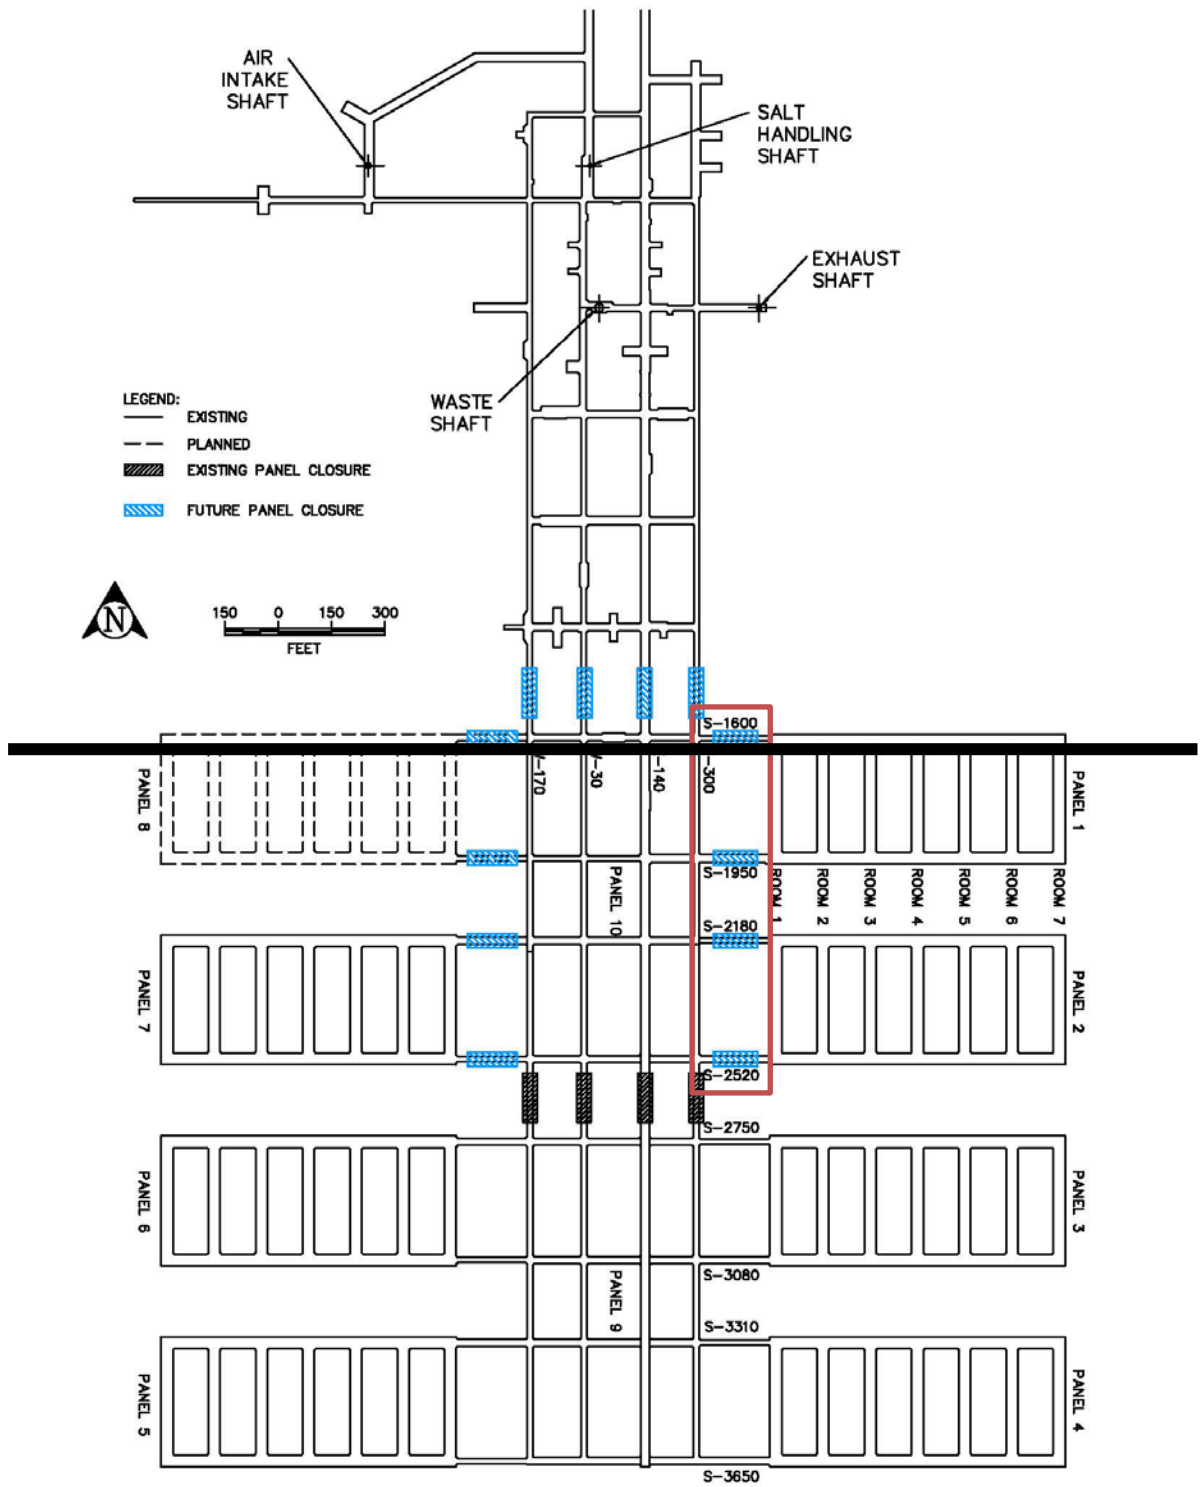 AIR
INTAKE
SHAFT
SALT
HANDLING
SHAFT
EXHAUST
SHAFT
WASTE
SHAFT
LEGEND:
EXISTING
PLANNED
EXISTING PANEL CLOSURE
FUTURE PANEL CLOSURE
N
150 0 150 300
FEET
S-1600
PANEL 8
-170
-30
-140
-300
PANEL 1
S-1950
PANEL 10
ROOM 1
ROOM 2
ROOM 3
ROOM 4
ROOM 5
ROOM 6
ROOM 7
S-2180
PANEL 7
PANEL 2
S-2520
S-2750
PANEL 6
PANEL 3
S-3080
PANEL 9
S-3310
PANEL 5
PANEL 4
S-3650